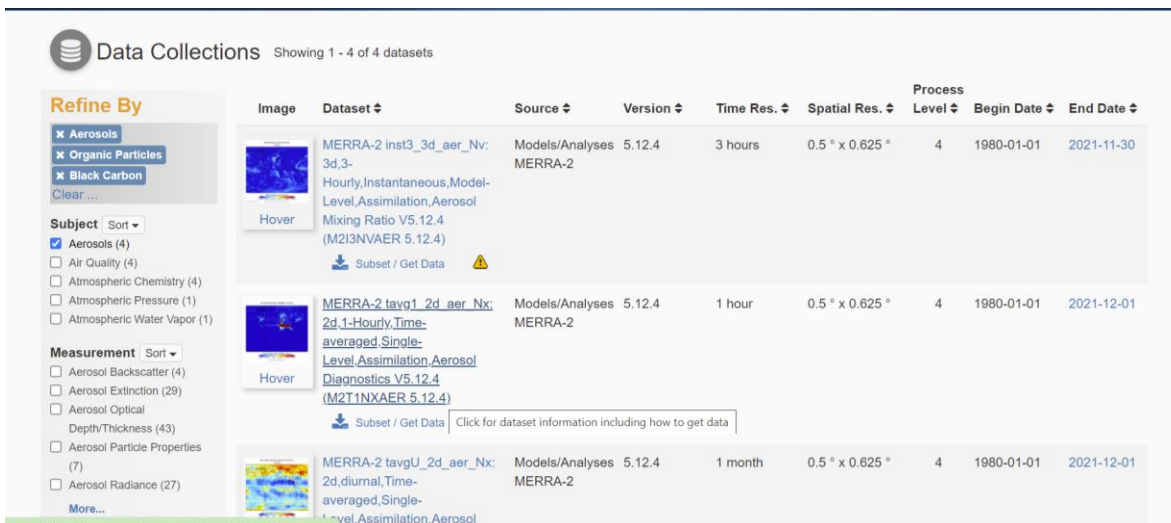 Data Collections Showing 1 - 4 of 4 datasets
Refine By
× Aerosols
× Organic Particles
× Black Carbon
Clear ...
Subject Sort
Aerosols (4)
Air Quality (4)
Atmospheric Chemistry (4)
Atmospheric Pressure (1)
Atmospheric Water Vapor (1)
Measurement Sort
Aerosol Backscatter (4)
Aerosol Extinction (29)
Aerosol Optical
Depth/Thickness (43)
Aerosol Particle Properties
(7)
Aerosol Radiance (27)
More...
Process
Image Dataset Source Version Time Res. Spatial Res. Level Begin Date End Date
MERRA-2 inst3_3d_aer_Nv: Models/Analyses 5.12.4 3 hours 0.5 ° x 0.625 ° 4 1980-01-01 2021-11-30
3d,3- MERRA-2
Hourly,Instantaneous,Model-
Level,Assimilation,Aerosol
Hover Mixing Ratio V5.12.4
(M2I3NVAER 5.12.4)
Subset / Get Data
MERRA-2 tavg1_2d_aer_Nx: Models/Analyses 5.12.4 1 hour 0.5 ° x 0.625 ° 4 1980-01-01 2021-12-01
2d,1-Hourly,Time- MERRA-2
averaged,Single-
Level,Assimilation,Aerosol
Hover Diagnostics V5.12.4
(M2T1NXAER 5.12.4)
Subset / Get Data Click for dataset information including how to get data
MERRA-2 tavgU_2d_aer_Nx: Models/Analyses 5.12.4 1 month 0.5 ° x 0.625 ° 4 1980-01-01 2021-12-01
2d,diurnal,Time- MERRA-2
averaged,Single-
Level,Assimilation,Aerosol